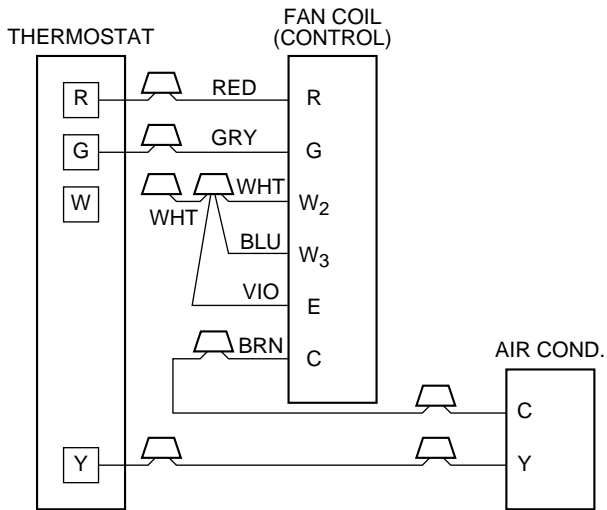 FAN COIL
(CONTROL)
THERMOSTAT
R
RED
R
G
GRY
G
W
WHT
WHT
W2
BLU
W3
VIO
E
BRN
C
AIR COND.
C
Y
Y